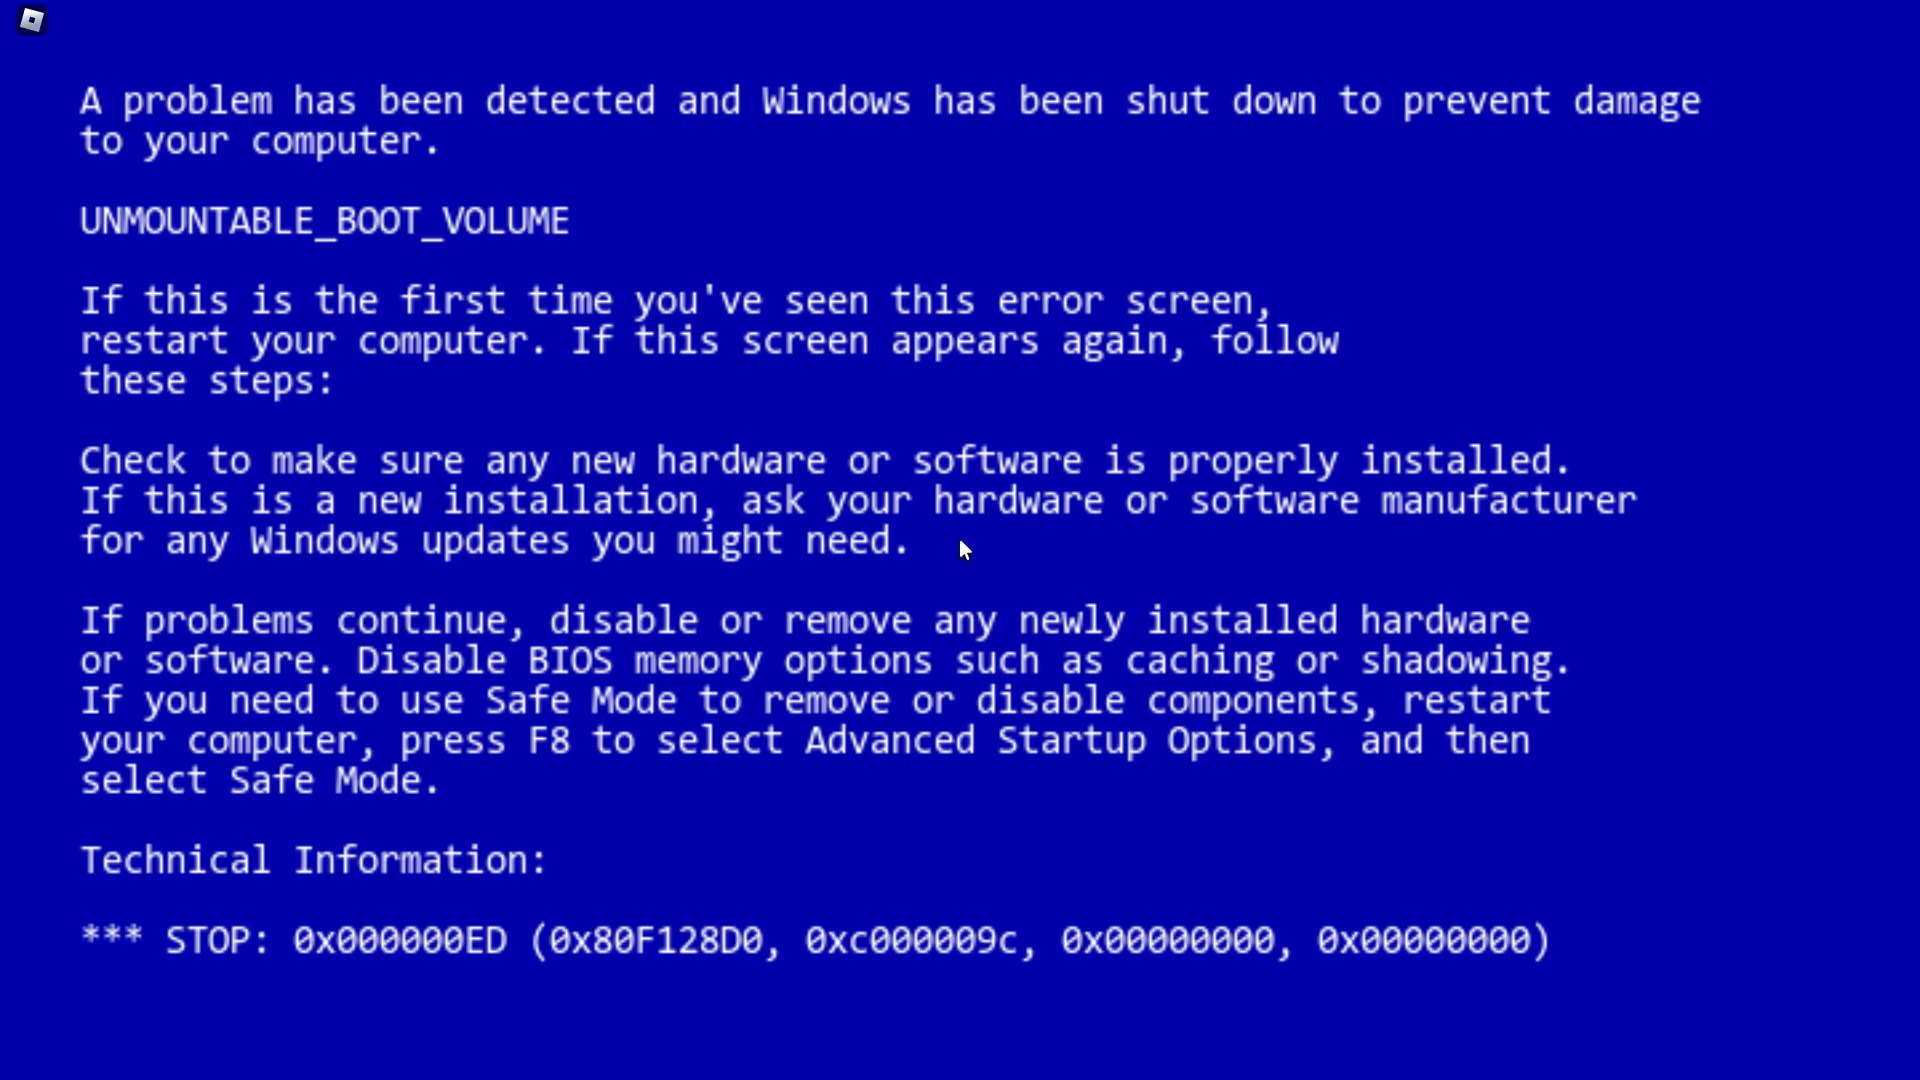 A problem has been detected and Windows has been shut down to prevent damage
to your computer.
UNMOUNTABLE_BOOT_VOLUME
If this is the first time you've seen this error screen,
restart your computer. If this screen appears again, follow
these steps:
Check to make sure any new hardware or software is properly installed.
If this is a new installation, ask your hardware or software manufacturer
for any Windows updates you might need.
If problems continue, disable or remove any newly installed hardware
or software. Disable BIOS memory options such as caching or shadowing.
If you need to use Safe Mode to remove or disable components, restart
your computer, press F8 to select Advanced Startup Options, and then
select Safe Mode.
Technical Information:
*** STOP: 0x000000ED (0x80F128D0, 0xc000009c, 0x00000000, 0x00000000)